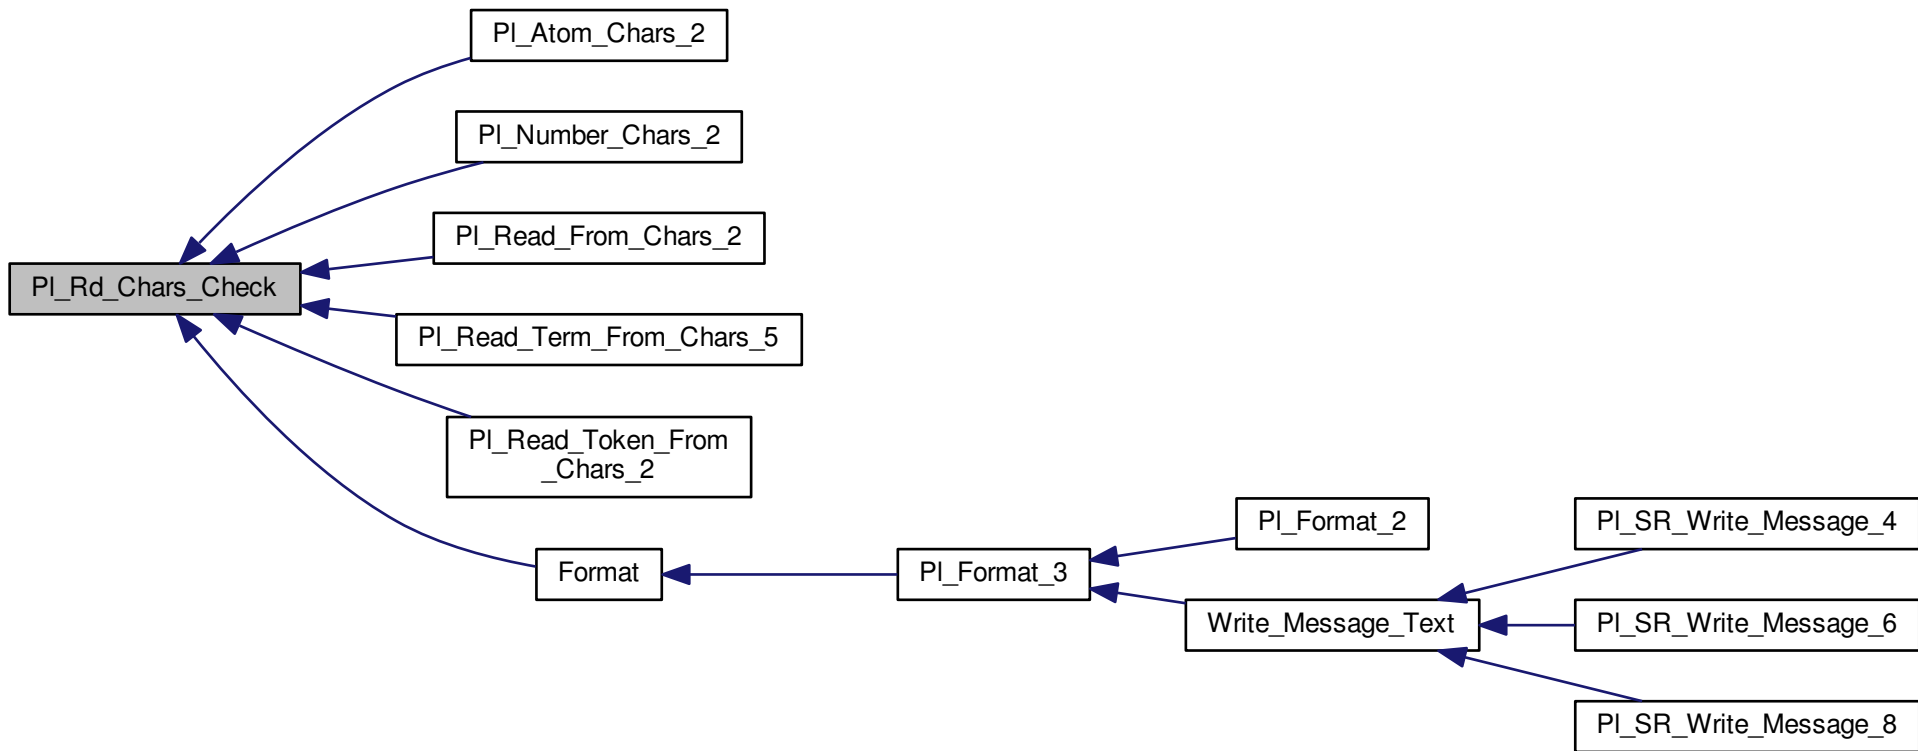 Pl_Atom_Chars_2
Pl_Number_Chars_2
Pl_Read_From_Chars_2
Pl_Rd_Chars_Check
Pl_Read_Term_From_Chars_5
Pl_Read_Token_From
_Chars_2
Format
Pl_Format_3
Pl_Format_2
Write_Message_Text
Pl_SR_Write_Message_4
Pl_SR_Write_Message_6
Pl_SR_Write_Message_8